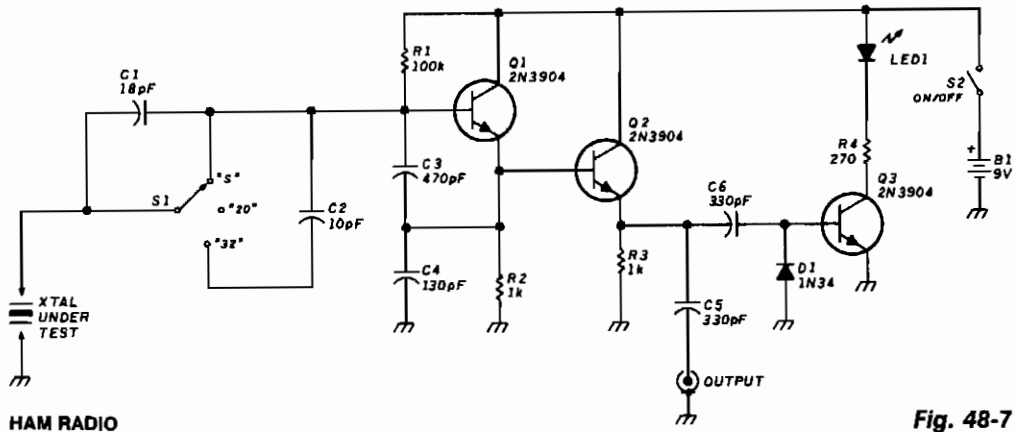 C1
18pF
R1
100k
Q1
2N3904
Q2
2N3904
LED1
S2
ON/OFF
R4
270
+
B1
9V
Q3
2N3904
C3
470pF
C6
330pF
S1
"S"
"20"
"32"
C2
10pF
C4
130pF
R2
1k
R3
1k
D1
1N34
C5
330pF
XTAL
UNDER
TEST
OUTPUT
HAM RADIO
Fig. 48-7